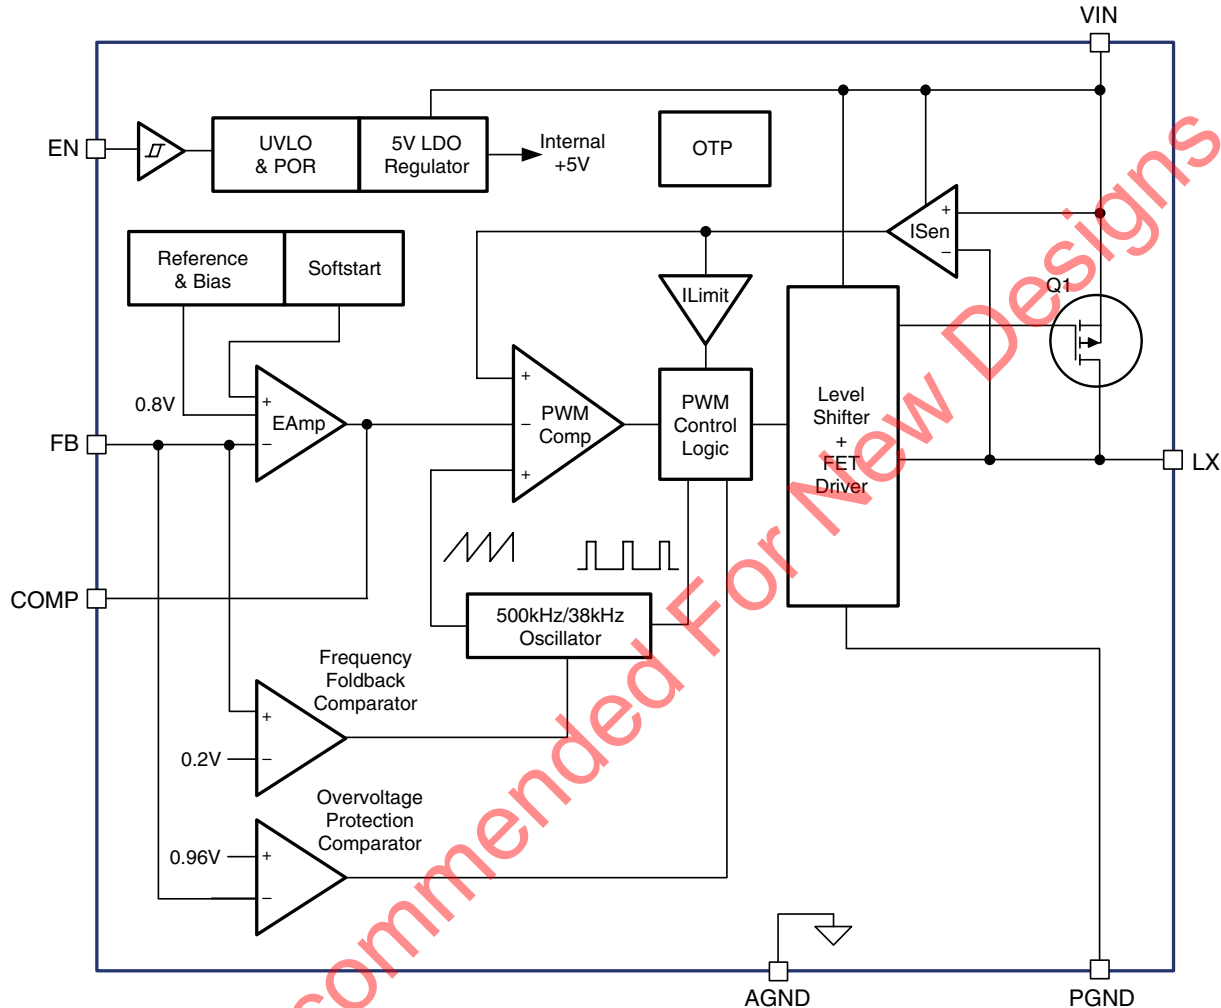 VIN
EN
UVLO
& POR
5V LDO
Regulator
Internal
+5V
OTP
Reference
& Bias
Softstart
ILimit
+
ISen
−
Q1
0.8V
+
EAmp
−
FB
+
−
PWM
Comp
+
PWM
Control
Logic
Level
Shifter
+
FET
Driver
LX
COMP
500kHz/38kHz
Oscillator
Frequency
Foldback
Comparator
+
0.2V
−
Overvoltage
Protection
Comparator
0.96V
+
−
AGND
PGND
commended For New Designs